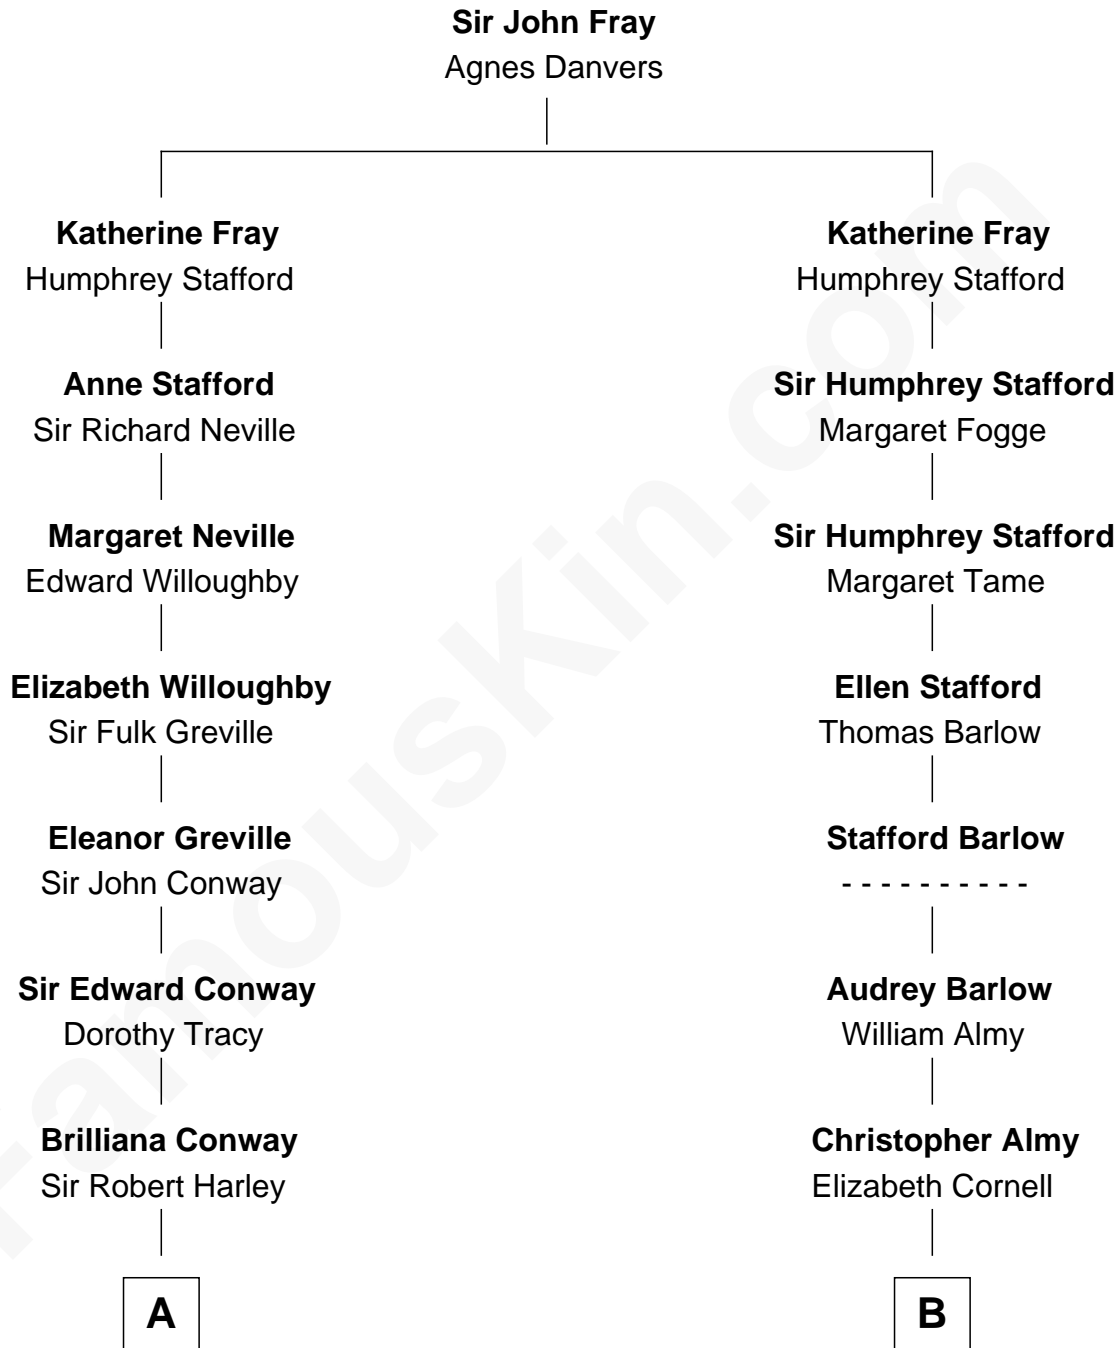 Sir John Fray
Agnes Danvers
Katherine Fray
Humphrey Stafford
Anne Stafford
Sir Richard Neville
Margaret Neville
Edward Willoughby
Elizabeth Willoughby
Sir Fulk Greville
Eleanor Greville
Sir John Conway
Sir Edward Conway
Dorothy Tracy
Brilliana Conway
Sir Robert Harley
A
Katherine Fray
Humphrey Stafford
Sir Humphrey Stafford
Margaret Fogge
Sir Humphrey Stafford
Margaret Tame
Ellen Stafford
Thomas Barlow
Stafford Barlow
- - - - - - - - - -
Audrey Barlow
William Almy
Christopher Almy
Elizabeth Cornell
B
FamousKin.com